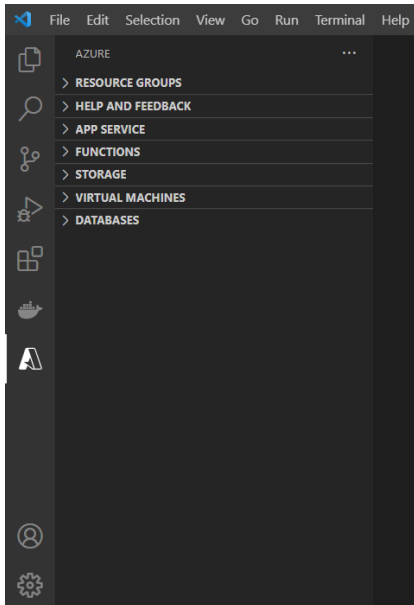 File Edit Selection View Go Run Terminal Help
AZURE
RESOURCE GROUPS
HELP AND FEEDBACK
APP SERVICE
FUNCTIONS
STORAGE
VIRTUAL MACHINES
DATABASES